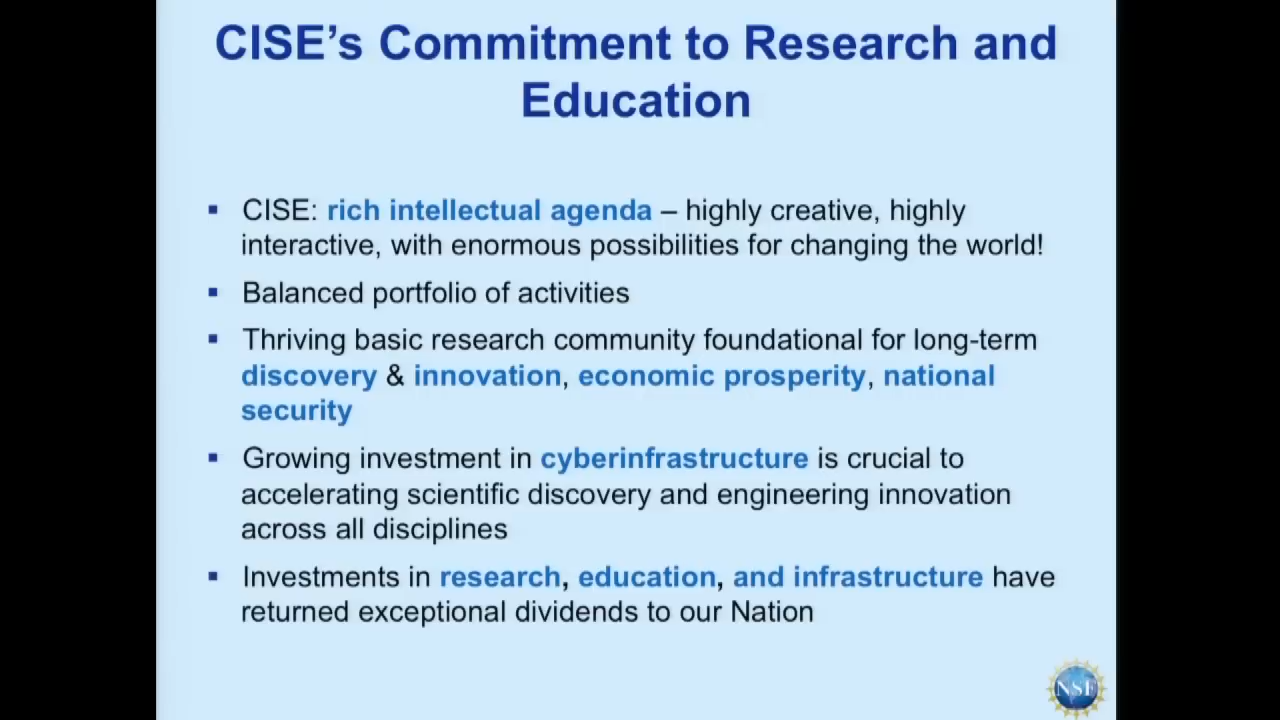 CISE’s Commitment to Research and
Education
▪ CISE: rich intellectual agenda – highly creative, highly
interactive, with enormous possibilities for changing the world!
▪ Balanced portfolio of activities
▪ Thriving basic research community foundational for long-term
discovery & innovation, economic prosperity, national
security
▪ Growing investment in cyberinfrastructure is crucial to
accelerating scientific discovery and engineering innovation
across all disciplines
▪ Investments in research, education, and infrastructure have
returned exceptional dividends to our Nation
NSF